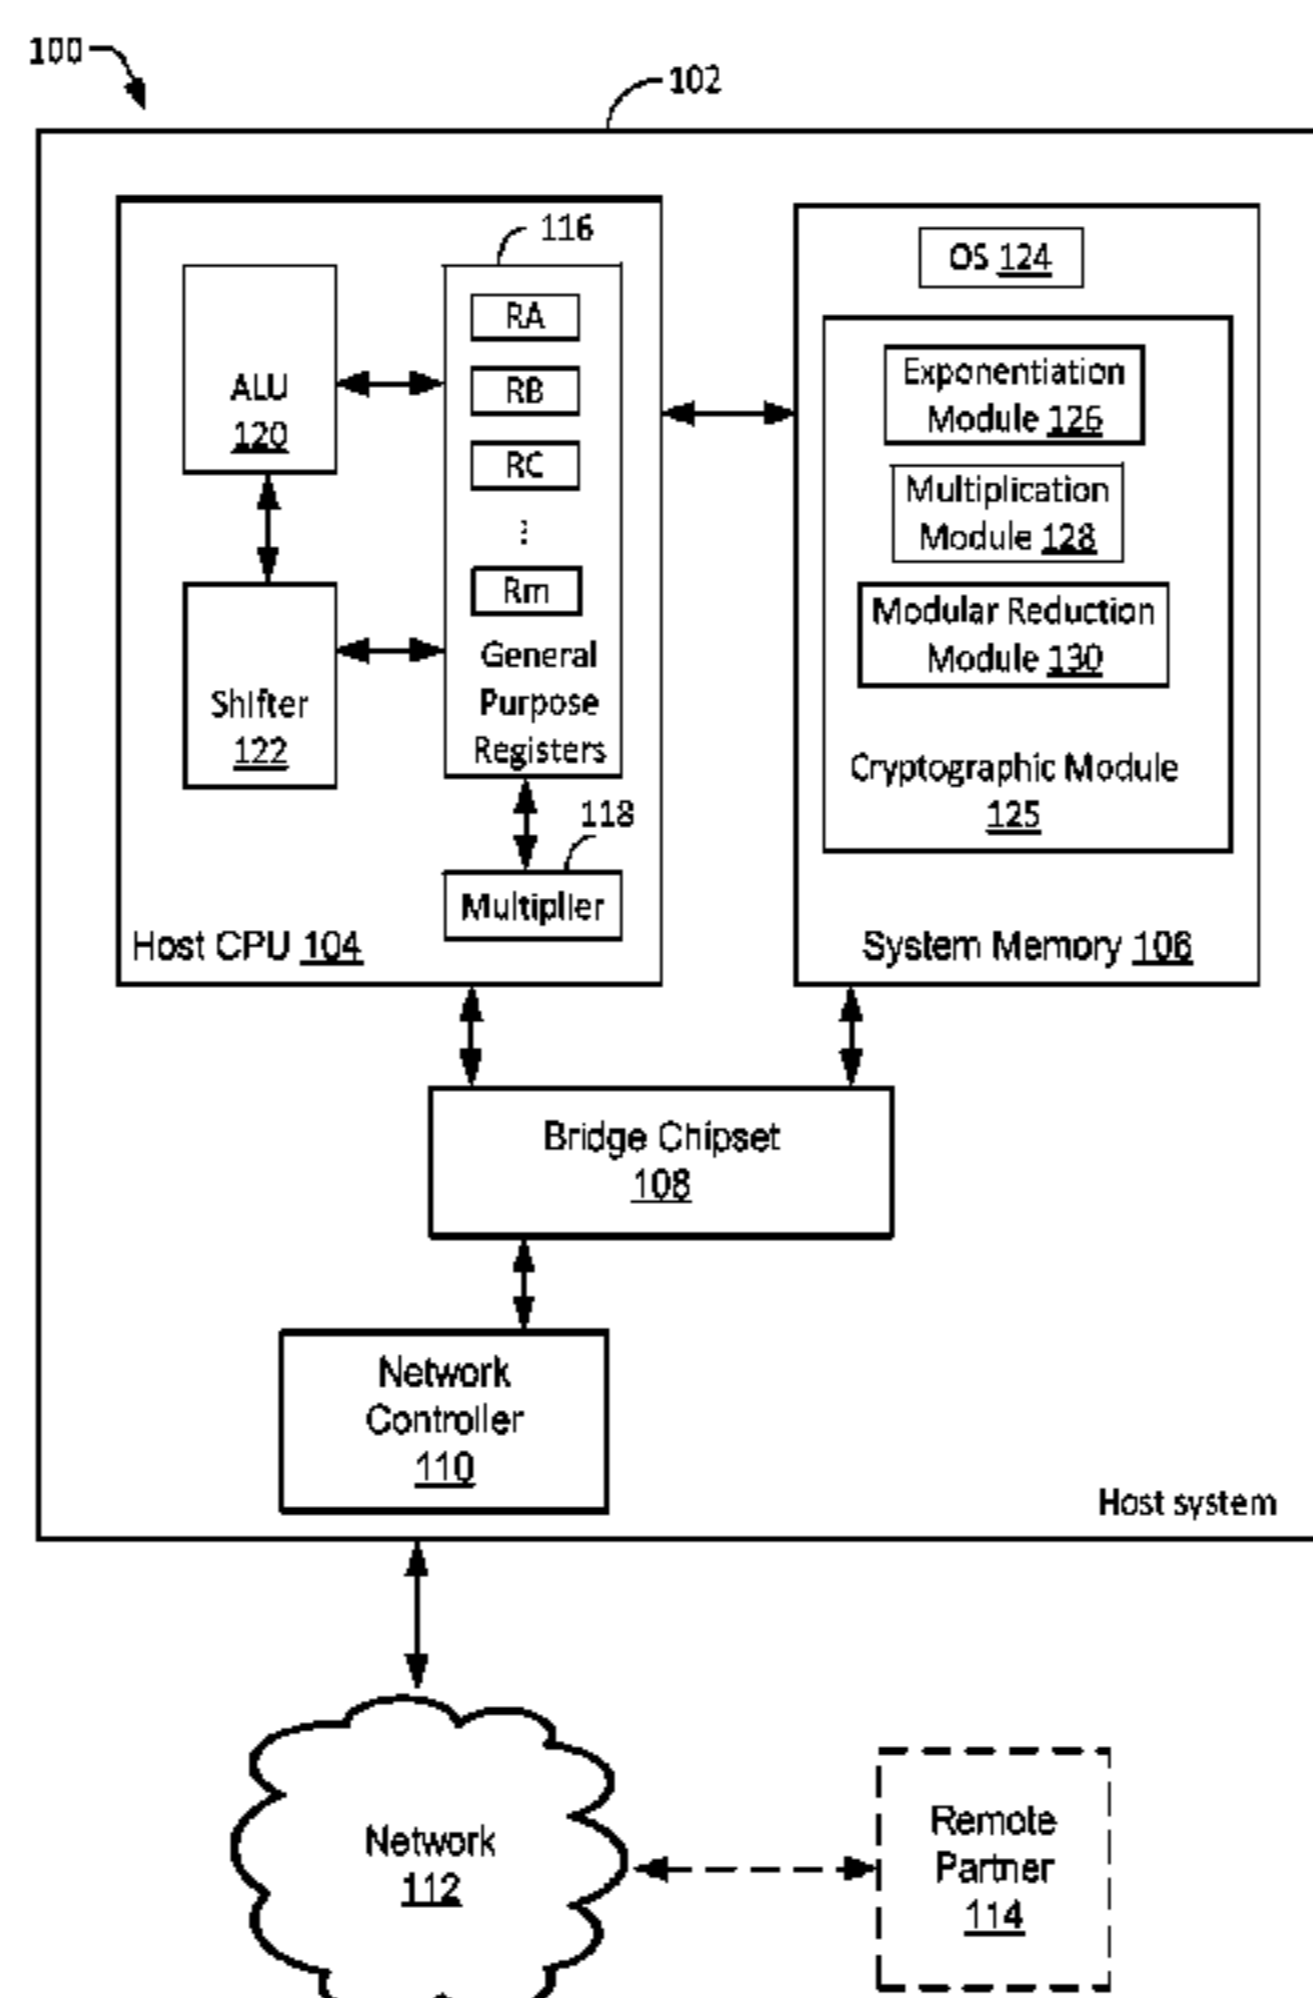 100
102
116
RA
RB
RC
⋮
Rm
General
Purpose
Registers
ALU
120
Shifter
122
118
Multiplier
Host CPU 104
OS 124
Exponentiation
Module 126
Multiplication
Module 128
Modular Reduction
Module 130
Cryptographic Module
125
System Memory 106
Bridge Chipset
108
Network
Controller
110
Host system
Network
112
Remote
Partner
114